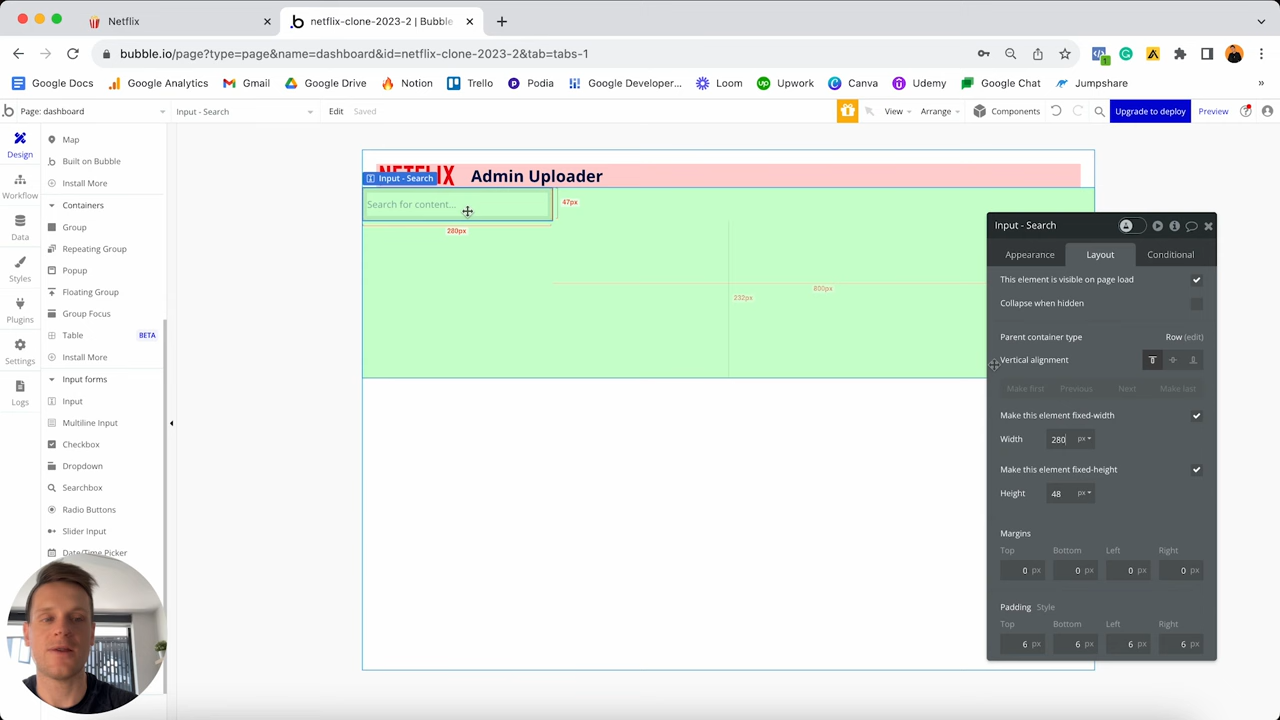 Netflix
netflix-clone-2023-2 | Bubble
bubble.io/page?type=page&name=dashboard&id=netflix-clone-2023-2&tab=tabs-1
Google Docs
Google Analytics
Gmail
Google Drive
Notion
Trello
Podia
Google Developer...
Loom
Upwork
Canva
Udemy
Google Chat
Jumpshare
Page: dashboard
Input - Search
Edit
Saved
View
Arrange
Components
Upgrade to deploy
Preview
Design
Workflow
Data
Styles
Plugins
Settings
Logs
Map
Built on Bubble
Install More
Containers
Group
Repeating Group
Popup
Floating Group
Group Focus
Table BETA
Install More
Input forms
Input
Multiline Input
Checkbox
Dropdown
Searchbox
Radio Buttons
Slider Input
Date/Time Picker
NETFLIX Admin Uploader
Input - Search
Search for content...
47px
280px
232px
800px
Input - Search
Appearance
Layout
Conditional
This element is visible on page load
Collapse when hidden
Parent container type Row (edit)
Vertical alignment
Make first Previous Next Make last
Make this element fixed-width
Width 280 px
Make this element fixed-height
Height 48 px
Margins
Top Bottom Left Right
0 px 0 px 0 px 0 px
Padding Style
Top Bottom Left Right
6 px 6 px 6 px 6 px